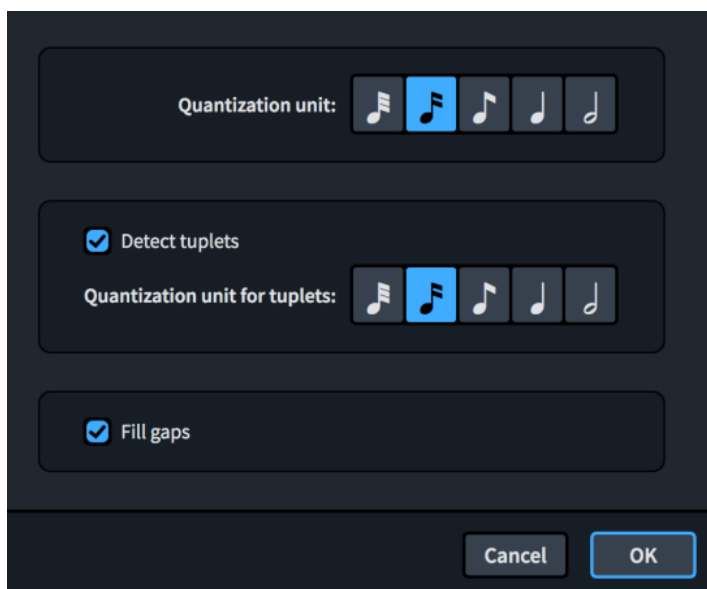 Quantization unit:
Detect tuplets
Quantization unit for tuplets:
Fill gaps
Cancel OK